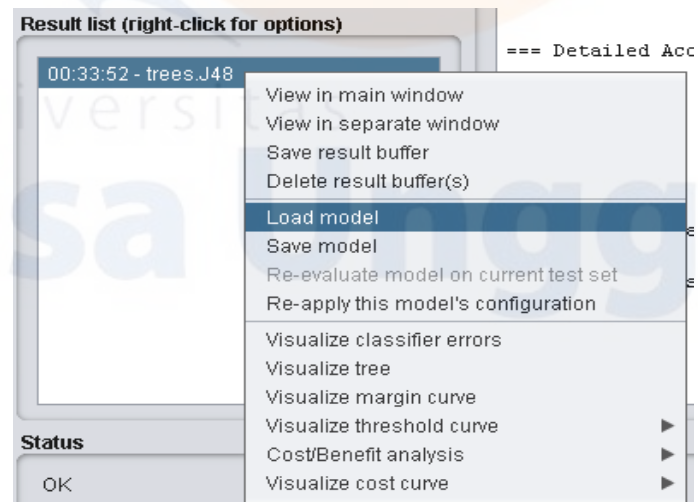 Result list (right-click for options)
=== Detailed Acc
00:33:52 - trees.J48
View in main window
View in separate window
Save result buffer
Delete result buffer(s)
Load model
Save model
Re-evaluate model on current test set
Re-apply this model's configuration
Visualize classifier errors
Visualize tree
Visualize margin curve
Visualize threshold curve
Cost/Benefit analysis
Visualize cost curve
Status
OK
iversitas
sa Ungg